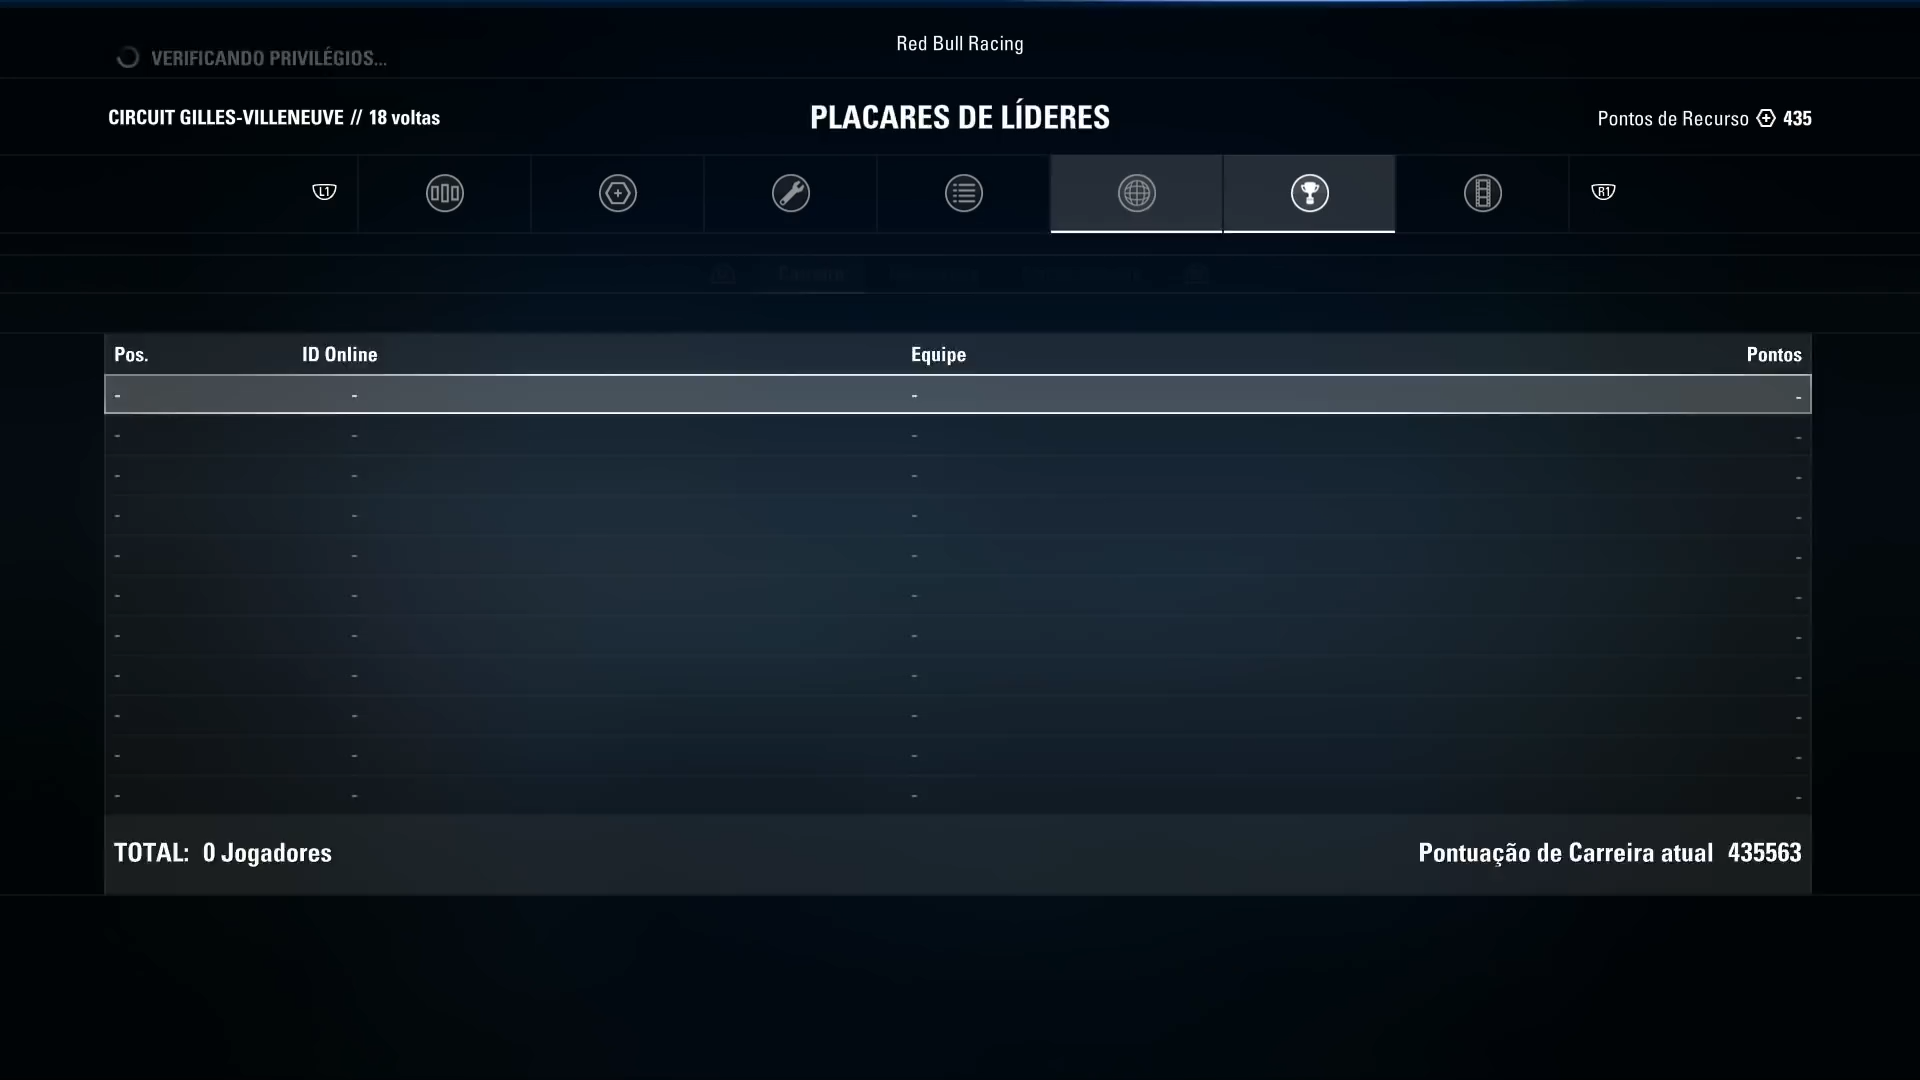 VERIFICANDO PRIVILÉGIOS...
Red Bull Racing
CIRCUIT GILLES-VILLENEUVE // 18 voltas
PLACARES DE LÍDERES
Pontos de Recurso 435
L1
R1
Pos. ID Online Equipe Pontos
- - - -
- - - -
- - - -
- - - -
- - - -
- - - -
- - - -
- - - -
- - - -
- - - -
- - - -
TOTAL: 0 Jogadores
Pontuação de Carreira atual 435563